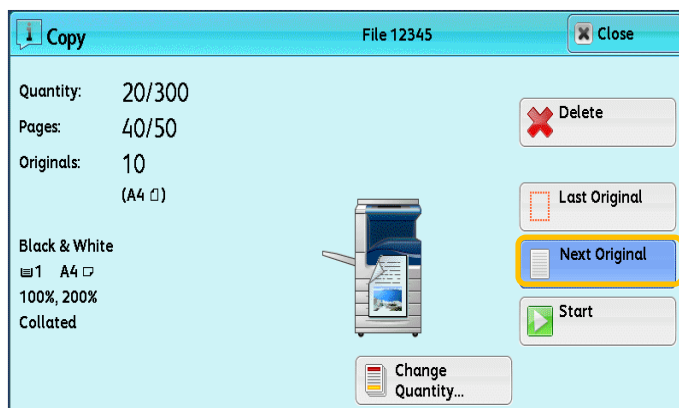 Copy
File 12345
Close
Quantity: 20/300
Pages: 40/50
Originals: 10
(A4)
Black & White
1 A4
100%, 200%
Collated
Delete
Last Original
Next Original
Start
Change
Quantity...